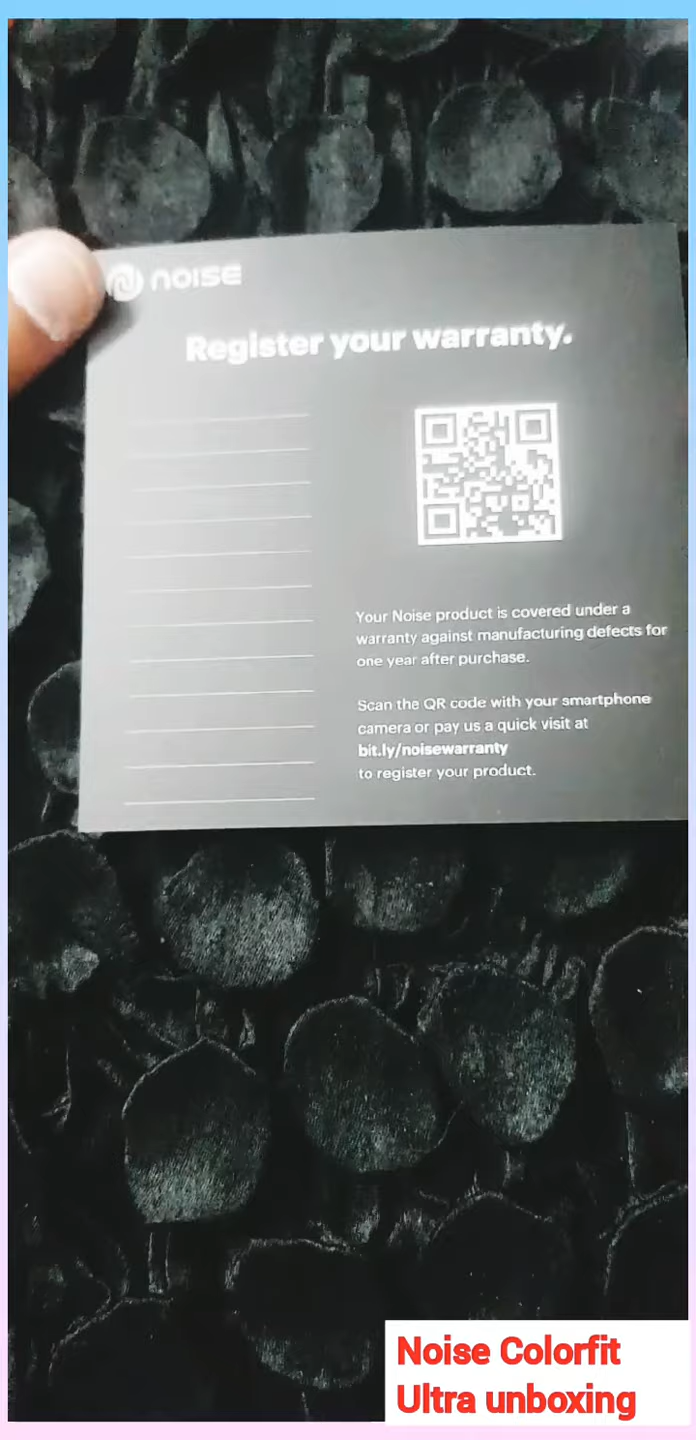 NOISE
Register your warranty.
Your Noise product is covered under a
warranty against manufacturing defects for
one year after purchase.
Scan the QR code with your smartphone
camera or pay us a quick visit at
bit.ly/noisewarranty
to register your product.
Noise Colorfit
Ultra unboxing